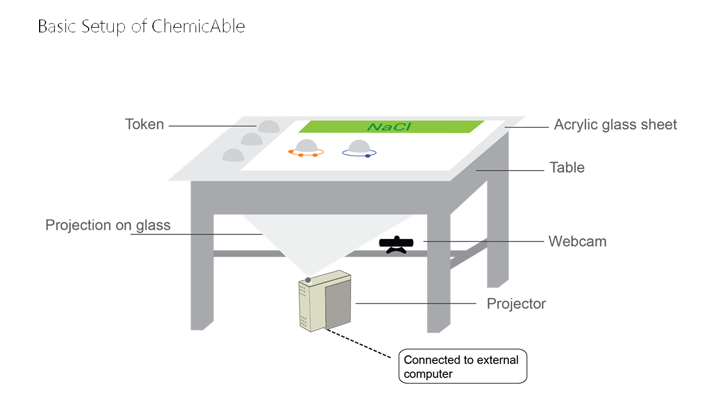 Basic Setup of ChemicAble
Token
NaCl
Acrylic glass sheet
Table
Projection on glass
Webcam
Projector
Connected to external
computer